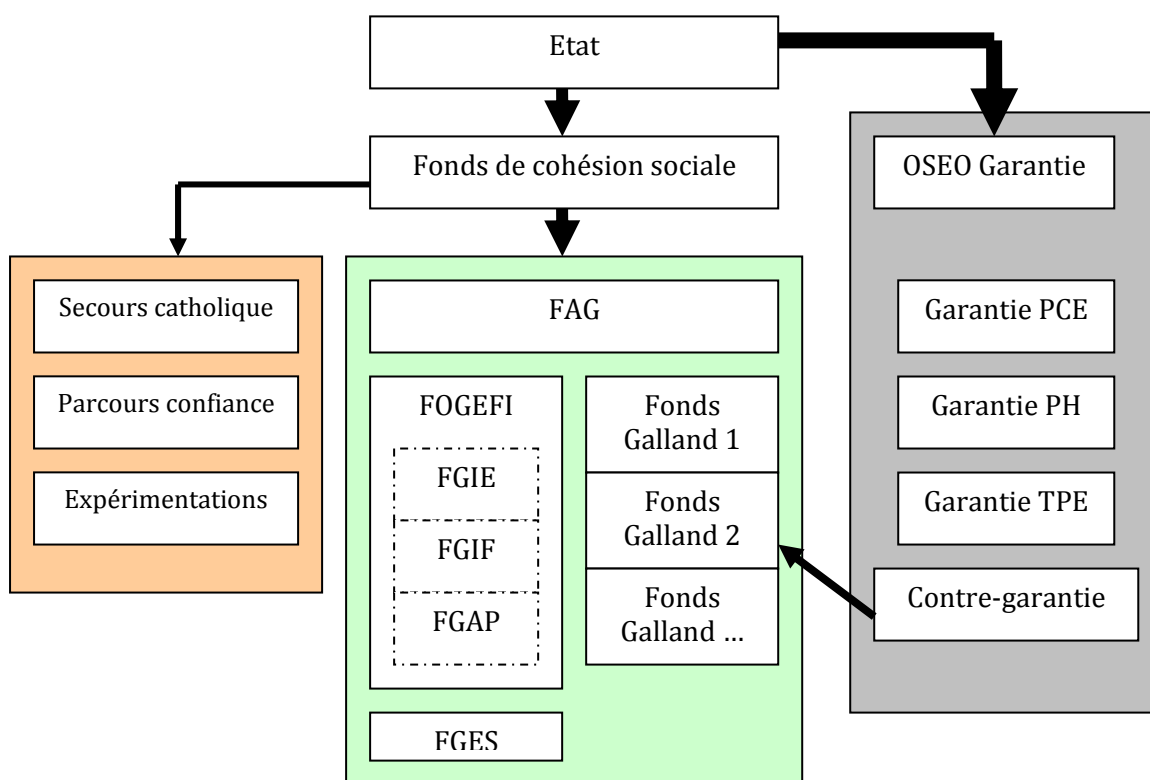 Etat
Fonds de cohésion sociale
OSEO Garantie
Secours catholique
Parcours confiance
Expérimentations
FAG
FOGEFI
FGIE
FGIF
FGAP
FGES
Fonds
Galland 1
Fonds
Galland 2
Fonds
Galland …
Garantie PCE
Garantie PH
Garantie TPE
Contre-garantie